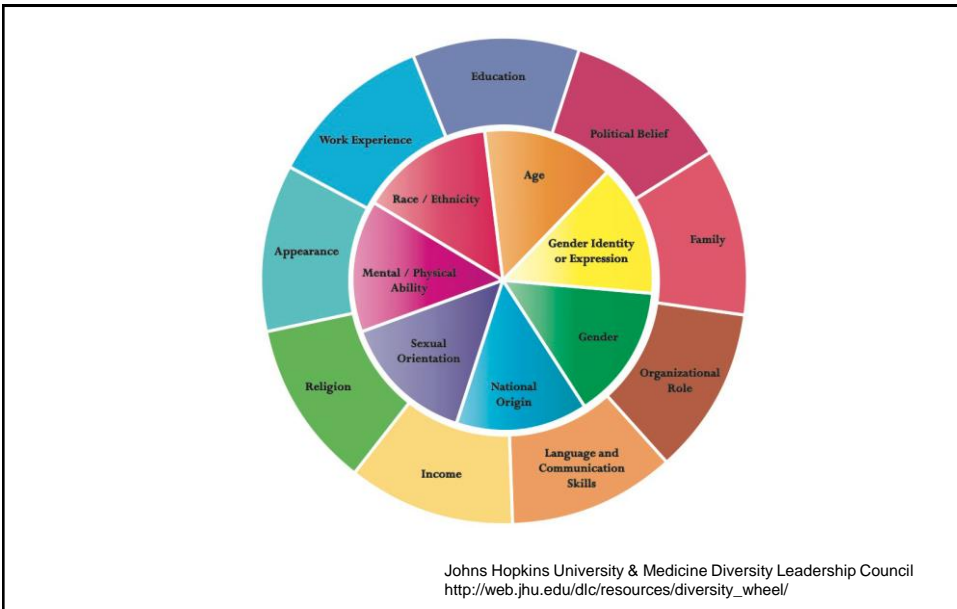 Education
Political Belief
Family
Organizational
Role
Language and
Communication
Skills
Income
Religion
Appearance
Work Experience
Age
Gender Identity
or Expression
Gender
National
Origin
Sexual
Orientation
Mental / Physical
Ability
Race / Ethnicity
Johns Hopkins University & Medicine Diversity Leadership Council
http://web.jhu.edu/dlc/resources/diversity_wheel/